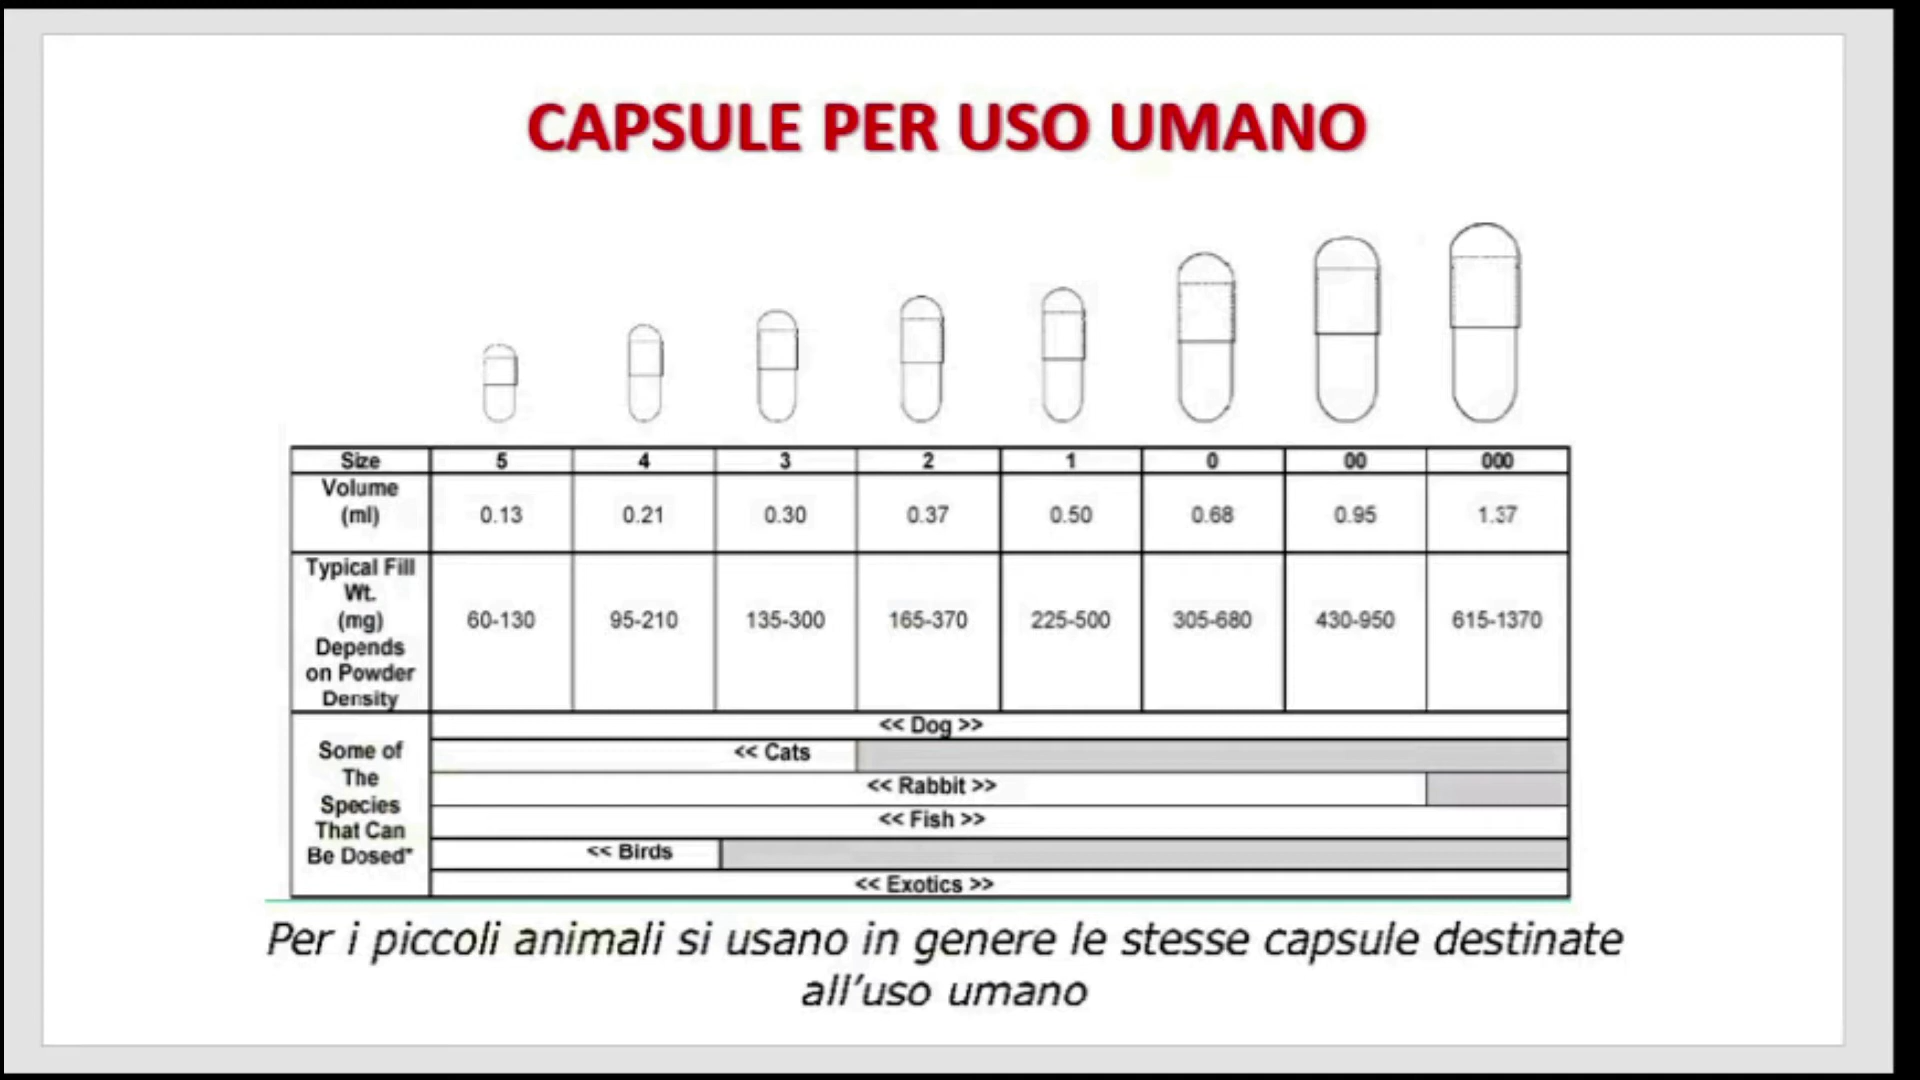 CAPSULE PER USO UMANO
Size 5 4 3 2 1 0 00 000
Volume
(ml) 0.13 0.21 0.30 0.37 0.50 0.68 0.95 1.37
Typical Fill
Wt.
(mg) 60-130 95-210 135-300 165-370 225-500 305-680 430-950 615-1370
Depends
on Powder
Density
Some of
The
Species
That Can
Be Dosed*
<< Dog >>
<< Cats
<< Rabbit >>
<< Fish >>
<< Birds
<< Exotics >>
Per i piccoli animali si usano in genere le stesse capsule destinate
all’uso umano